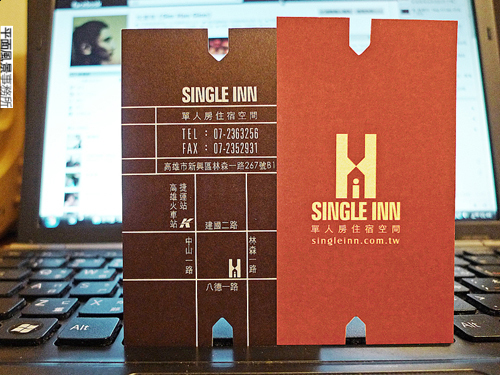 平面風景事務所
facebook
SINGLE INN
單人房住宿空間
TEL : 07-2363256
FAX : 07-2352931
高雄市新興區林森一路267號B1
捷運站
高雄火車站
建國二路
中山一路
林森一路
八德一路
SINGLE INN
單人房住宿空間
singleinn.com.tw
Alt
Alt